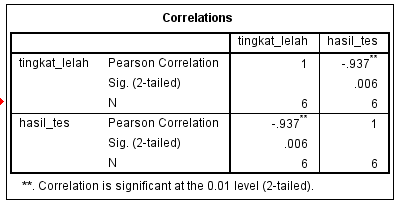 Correlations
tingkat_lelah hasil_tes
tingkat_lelah Pearson Correlation 1 -.937**
Sig. (2-tailed) .006
N 6 6
hasil_tes Pearson Correlation -.937** 1
Sig. (2-tailed) .006
N 6 6
**. Correlation is significant at the 0.01 level (2-tailed).